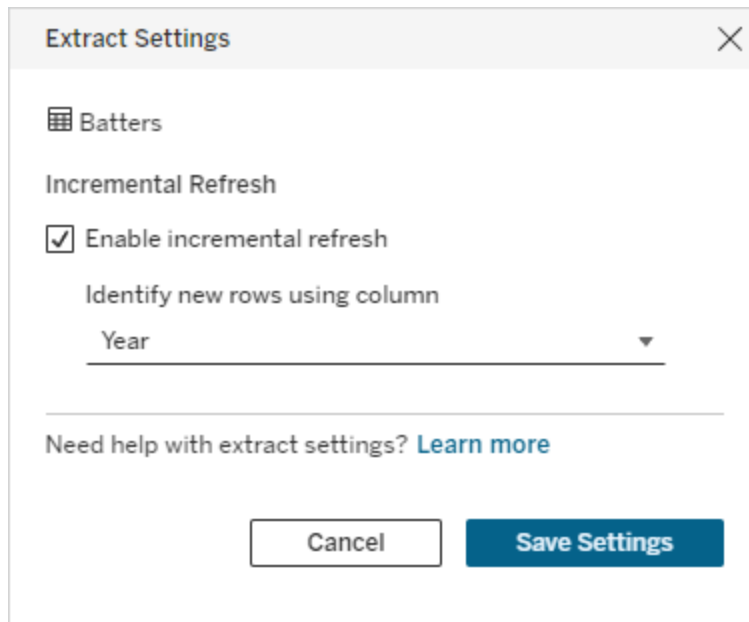 Extract Settings
Batters
Incremental Refresh
Enable incremental refresh
Identify new rows using column
Year
Need help with extract settings? Learn more
Cancel Save Settings